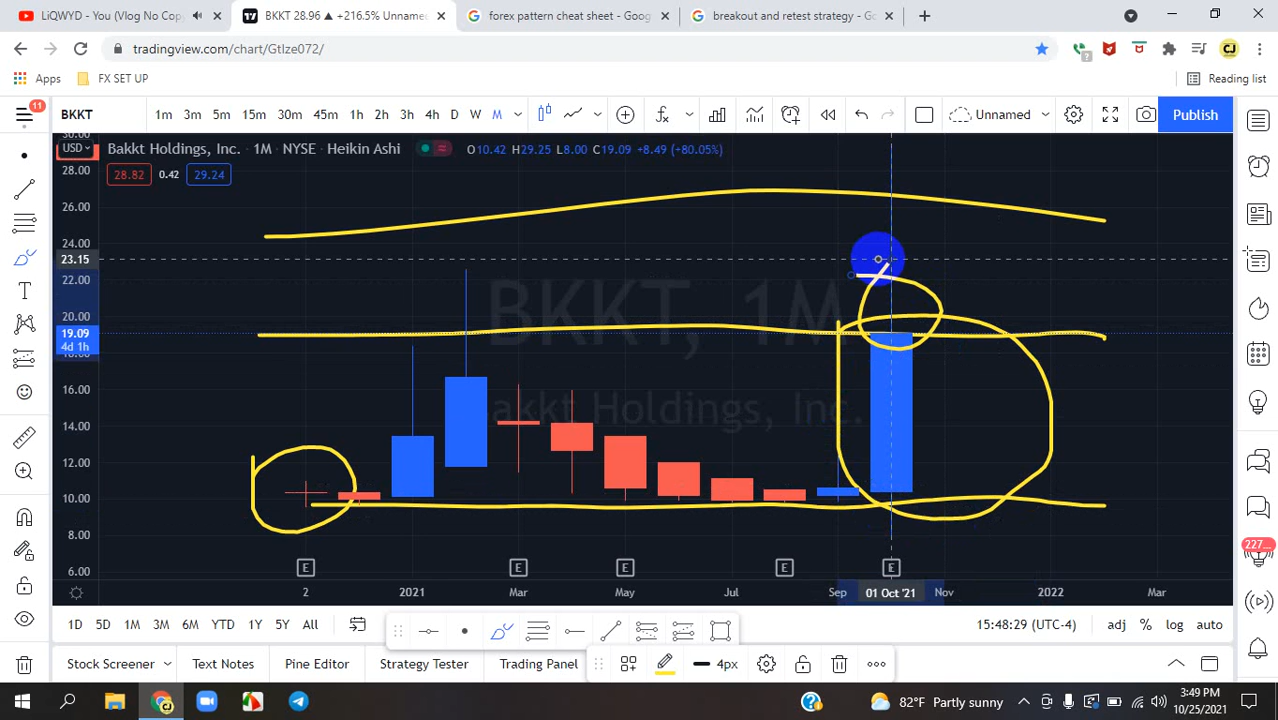 LiQWYD - You (Vlog No Cop
BKKT 28.96 ▲ +216.5% Unname
forex pattern cheat sheet - Goog
breakout and retest strategy - Go
tradingview.com/chart/GtIze072/
Apps FX SET UP Reading list
11
BKKT 1m 3m 5m 15m 30m 45m 1h 2h 3h 4h D W M Unnamed Publish
USD Bakkt Holdings, Inc. · 1M · NYSE · Heikin Ashi O10.42 H29.25 L8.00 C19.09 +8.49 (+80.05%)
28.82 0.42 29.24
30.00
28.00
26.00
24.00
23.15
22.00
20.00
19.09
4d 1h
18.00
16.00
14.00
12.00
10.00
8.00
6.00
BKKT, 1M
Bakkt Holdings, Inc.
E E E E E
2 2021 Mar May Jul Sep 01 Oct '21 Nov 2022 Mar
227...
1D 5D 1M 3M 6M YTD 1Y 5Y All 15:48:29 (UTC-4) adj % log auto
Stock Screener Text Notes Pine Editor Strategy Tester Trading Panel 4px
82°F Partly sunny
3:49 PM
10/25/2021